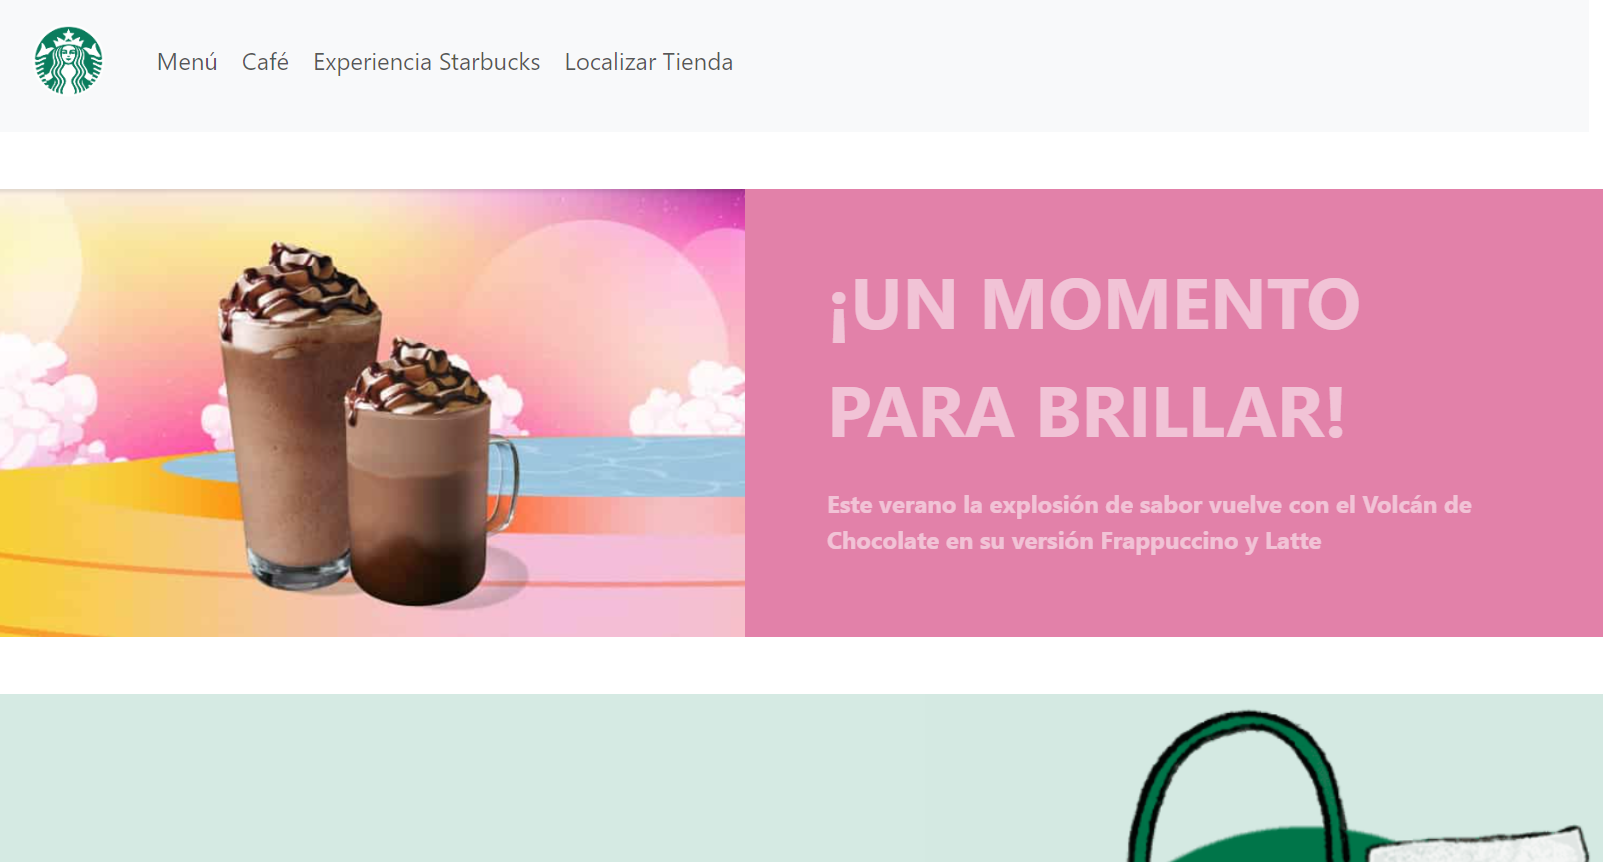 Menú Café Experiencia Starbucks Localizar Tienda
¡UN MOMENTO
PARA BRILLAR!
Este verano la explosión de sabor vuelve con el Volcán de
Chocolate en su versión Frappuccino y Latte